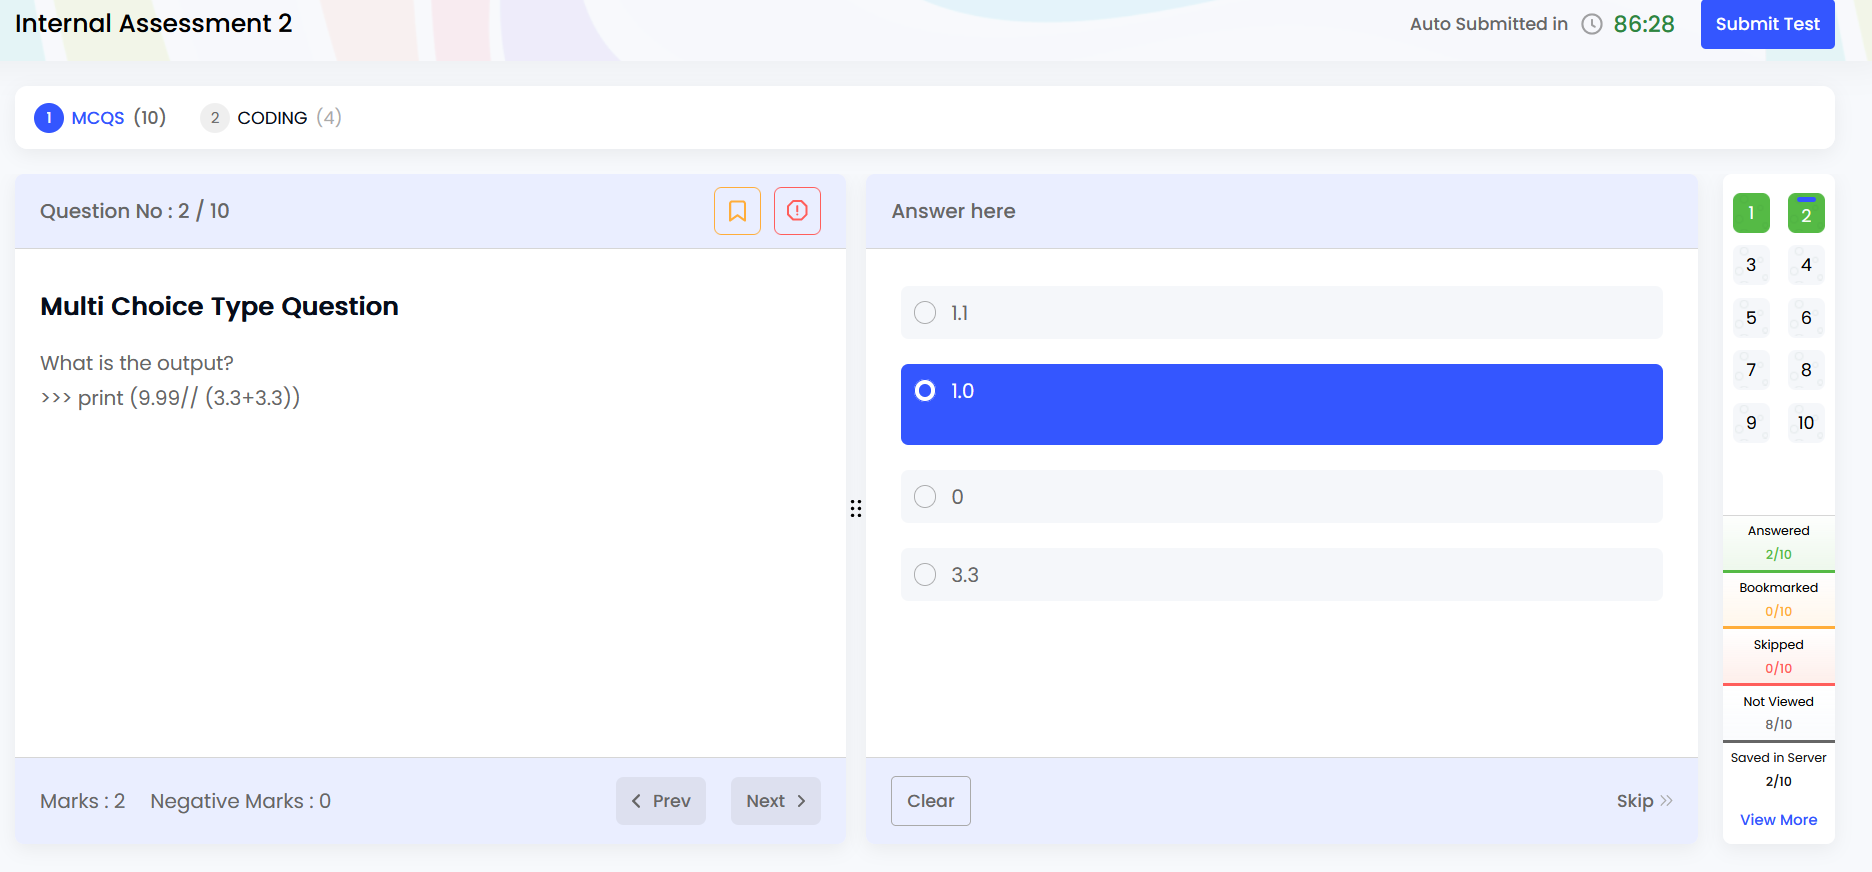 Internal Assessment 2
Auto Submitted in 86:28 Submit Test
1 MCQS (10) 2 CODING (4)
Question No : 2 / 10
Multi Choice Type Question
What is the output?
>>> print (9.99// (3.3+3.3))
Marks : 2 Negative Marks : 0 Prev Next
Answer here
1.1
1.0
0
3.3
Clear Skip
1 2
3 4
5 6
7 8
9 10
Answered
2/10
Bookmarked
0/10
Skipped
0/10
Not Viewed
8/10
Saved in Server
2/10
View More